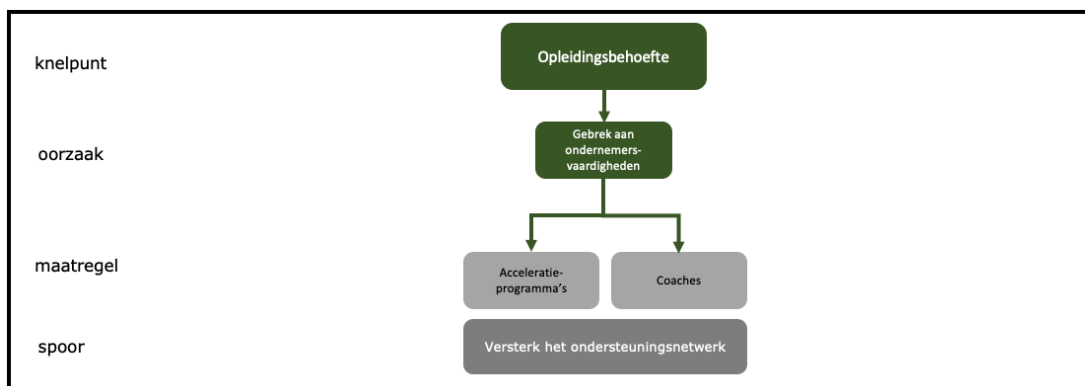 knelpunt
Opleidingsbehoefte
oorzaak
Gebrek aan
ondernemers-
vaardigheden
maatregel
Acceleratie-
programma's
Coaches
spoor
Versterk het ondersteuningsnetwerk